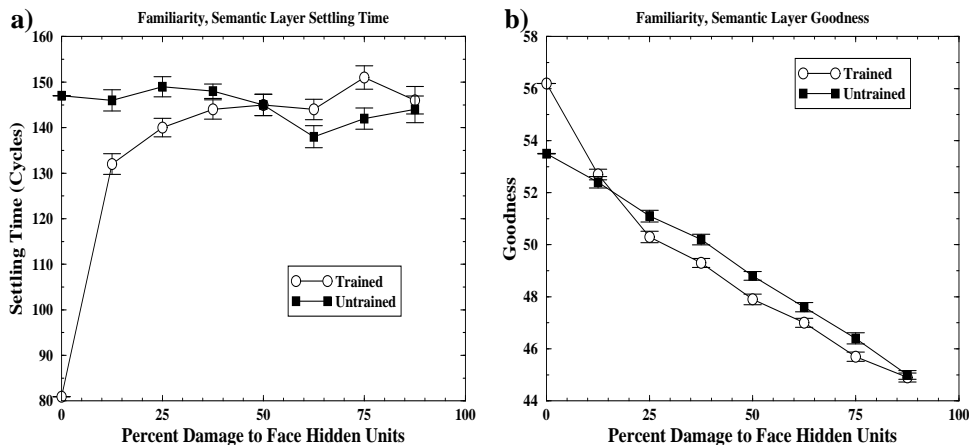 a)
Familiarity, Semantic Layer Settling Time
Settling Time (Cycles)
160
150
140
130
120
110
100
90
80
Trained
Untrained
0 25 50 75 100
Percent Damage to Face Hidden Units
b)
Familiarity, Semantic Layer Goodness
Goodness
58
56
54
52
50
48
46
44
Trained
Untrained
0 25 50 75 100
Percent Damage to Face Hidden Units